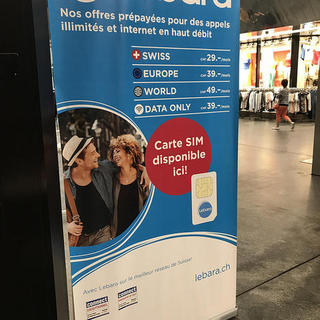 Nos offres prépayées pour des appels
illimités et internet en haut débit
SWISS CHF 29.–/mois
EUROPE CHF 39.–/mois
WORLD CHF 49.–/mois
DATA ONLY CHF 39.–/mois
Carte SIM
disponible
ici!
Lebara
Avec Lebara sur le meilleur réseau de Suisse!
lebara.ch
connect
connect